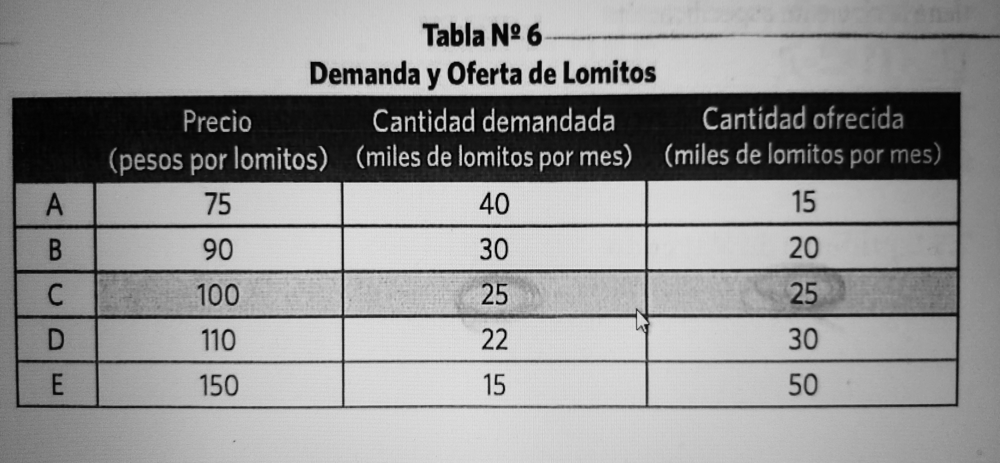 Tabla Nº 6
Demanda y Oferta de Lomitos
Precio Cantidad demandada Cantidad ofrecida
(pesos por lomitos) (miles de lomitos por mes) (miles de lomitos por mes)
A 75 40 15
B 90 30 20
C 100 25 25
D 110 22 30
E 150 15 50